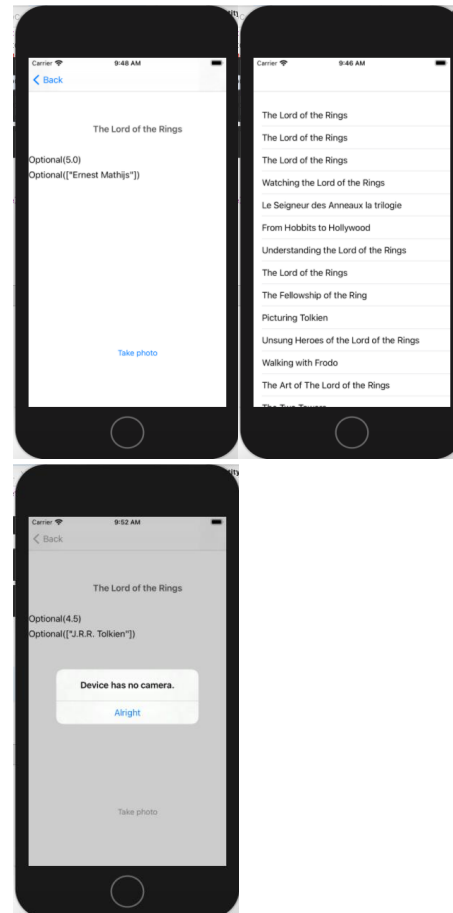 Carrier 9:48 AM
Back
The Lord of the Rings
Optional(5.0)
Optional(["Ernest Mathijs"])
Take photo
Carrier 9:46 AM
The Lord of the Rings
The Lord of the Rings
The Lord of the Rings
Watching the Lord of the Rings
Le Seigneur des Anneaux la trilogie
From Hobbits to Hollywood
Understanding the Lord of the Rings
The Lord of the Rings
The Fellowship of the Ring
Picturing Tolkien
Unsung Heroes of the Lord of the Rings
Walking with Frodo
The Art of The Lord of the Rings
The Two Towers
Carrier 9:52 AM
Back
The Lord of the Rings
Optional(4.5)
Optional(["J.R.R. Tolkien"])
Device has no camera.
Alright
Take photo